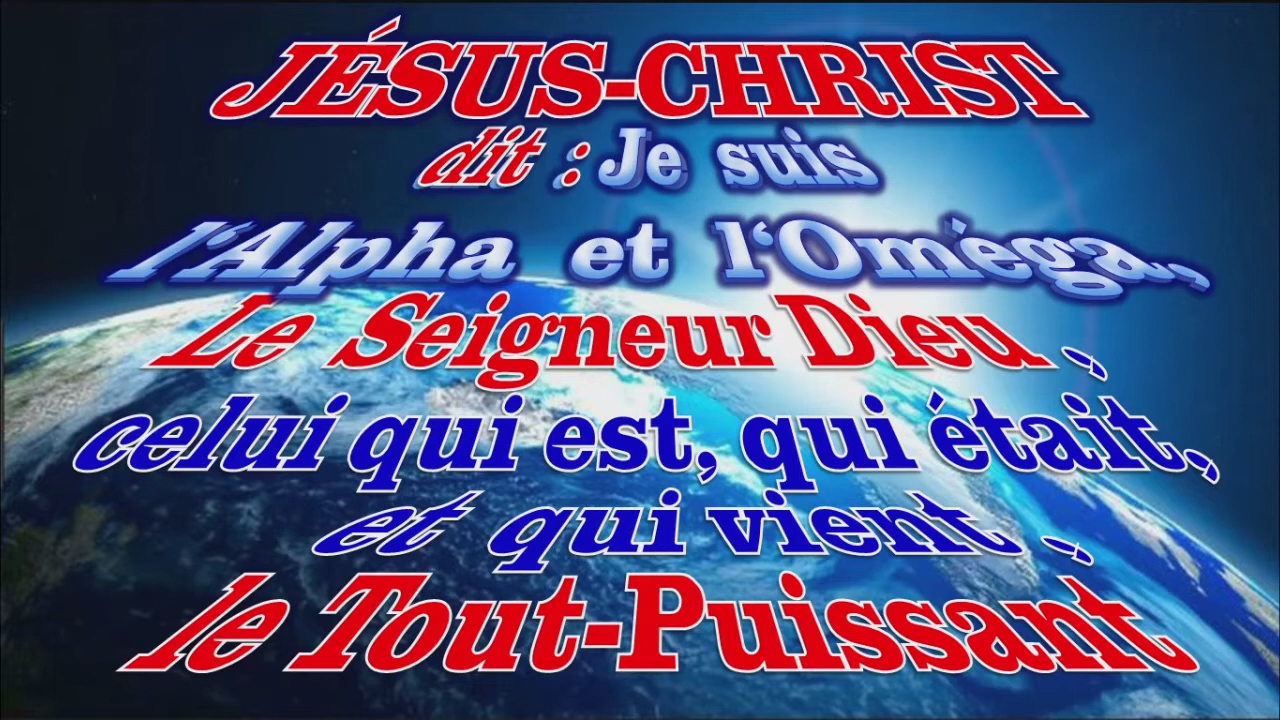 JÉSUS-CHRIST
dit : Je suis
l‘Alpha et l‘Oméga,
Le Seigneur Dieu ,
celui qui est, qui était,
et qui vient ,
le Tout-Puissant